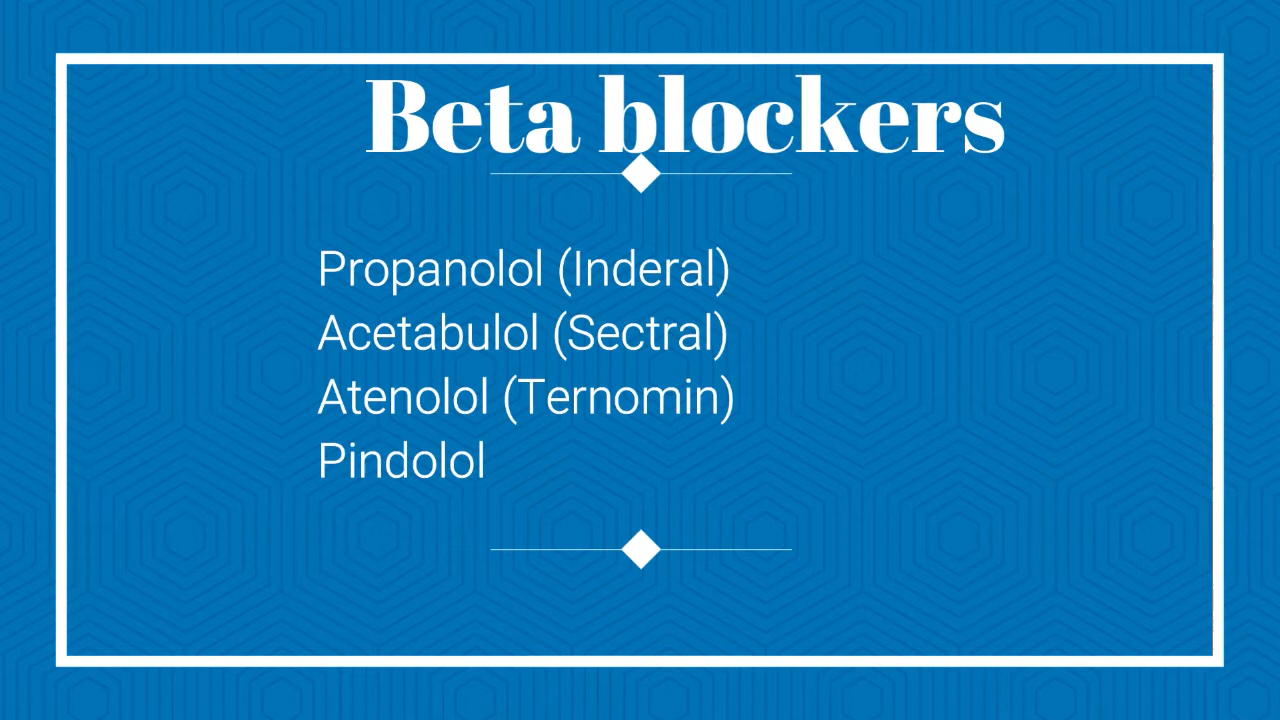 Beta blockers
Propanolol (Inderal)
Acetabulol (Sectral)
Atenolol (Ternomin)
Pindolol